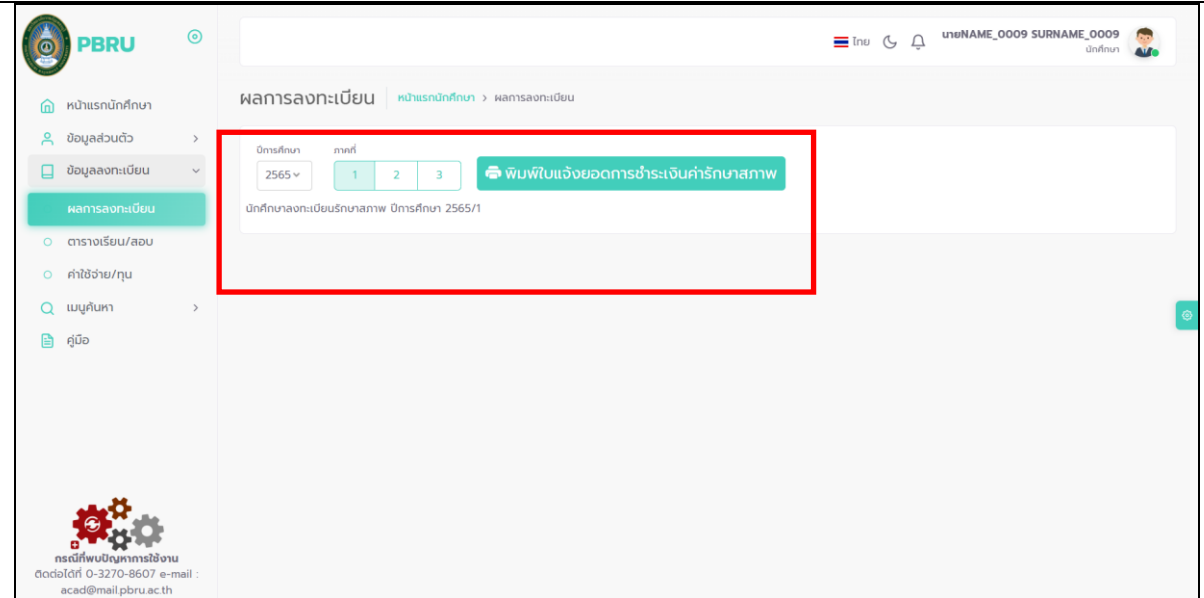 PBRU
ไทย
นายNAME_0009 SURNAME_0009
นักศึกษา
หน้าแรกนักศึกษา
ข้อมูลส่วนตัว
ข้อมูลลงทะเบียน
ผลการลงทะเบียน
ตารางเรียน/สอบ
ค่าใช้จ่าย/ทุน
เมนูค้นหา
คู่มือ
ผลการลงทะเบียน
หน้าแรกนักศึกษา > ผลการลงทะเบียน
ปีการศึกษา ภาคที่
2565 1 2 3 พิมพ์ใบแจ้งยอดการชำระเงินค่ารักษาสภาพ
นักศึกษาลงทะเบียนรักษาสภาพ ปีการศึกษา 2565/1
กรณีที่พบปัญหาการใช้งาน
ติดต่อได้ที่ 0-3270-8607 e-mail :
acad@mail.pbru.ac.th